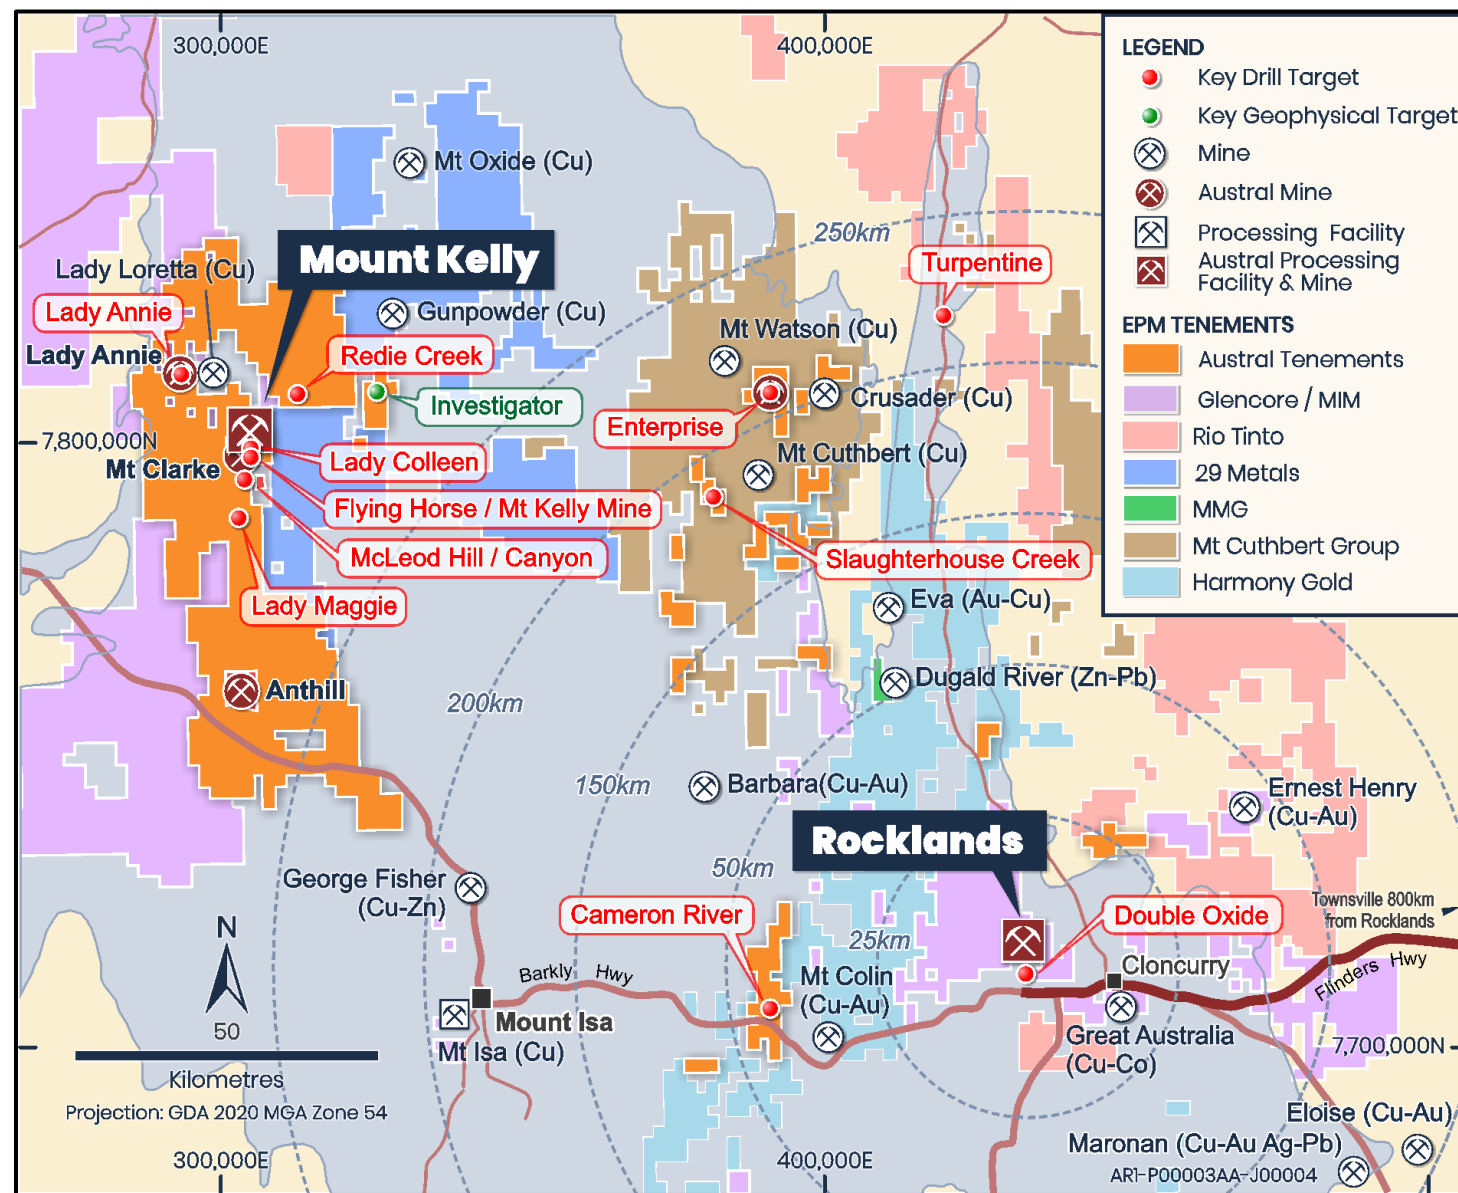 300,000E
400,000E
LEGEND
Key Drill Target
Key Geophysical Target
Mine
Austral Mine
Processing Facility
Austral Processing
Facility & Mine
EPM TENEMENTS
Austral Tenements
Glencore / MIM
Rio Tinto
29 Metals
MMG
Mt Cuthbert Group
Harmony Gold
Mt Oxide (Cu)
250km
Mount Kelly
Lady Loretta (Cu)
Turpentine
Lady Annie
Gunpowder (Cu)
Mt Watson (Cu)
Lady Annie
Redie Creek
Investigator
Crusader (Cu)
Enterprise
7,800,000N
Mt Cuthbert (Cu)
Mt Clarke
Lady Colleen
Flying Horse / Mt Kelly Mine
McLeod Hill / Canyon
Slaughterhouse Creek
Lady Maggie
Eva (Au-Cu)
Dugald River (Zn-Pb)
Anthill
200km
150km
Barbara(Cu-Au)
Ernest Henry
(Cu-Au)
Rocklands
50km
George Fisher
(Cu-Zn)
Cameron River
25km
Double Oxide
Townsville 800km
from Rocklands
N
Barkly Hwy
Mt Colin
(Cu-Au)
Cloncurry
Flinders Hwy
50
Kilometres
Mount Isa
Mt Isa (Cu)
Great Australia
(Cu-Co)
7,700,000N
Projection: GDA 2020 MGA Zone 54
Eloise (Cu-Au)
Maronan (Cu-Au Ag-Pb)
300,000E
400,000E
AR1-P00003AA-J00004